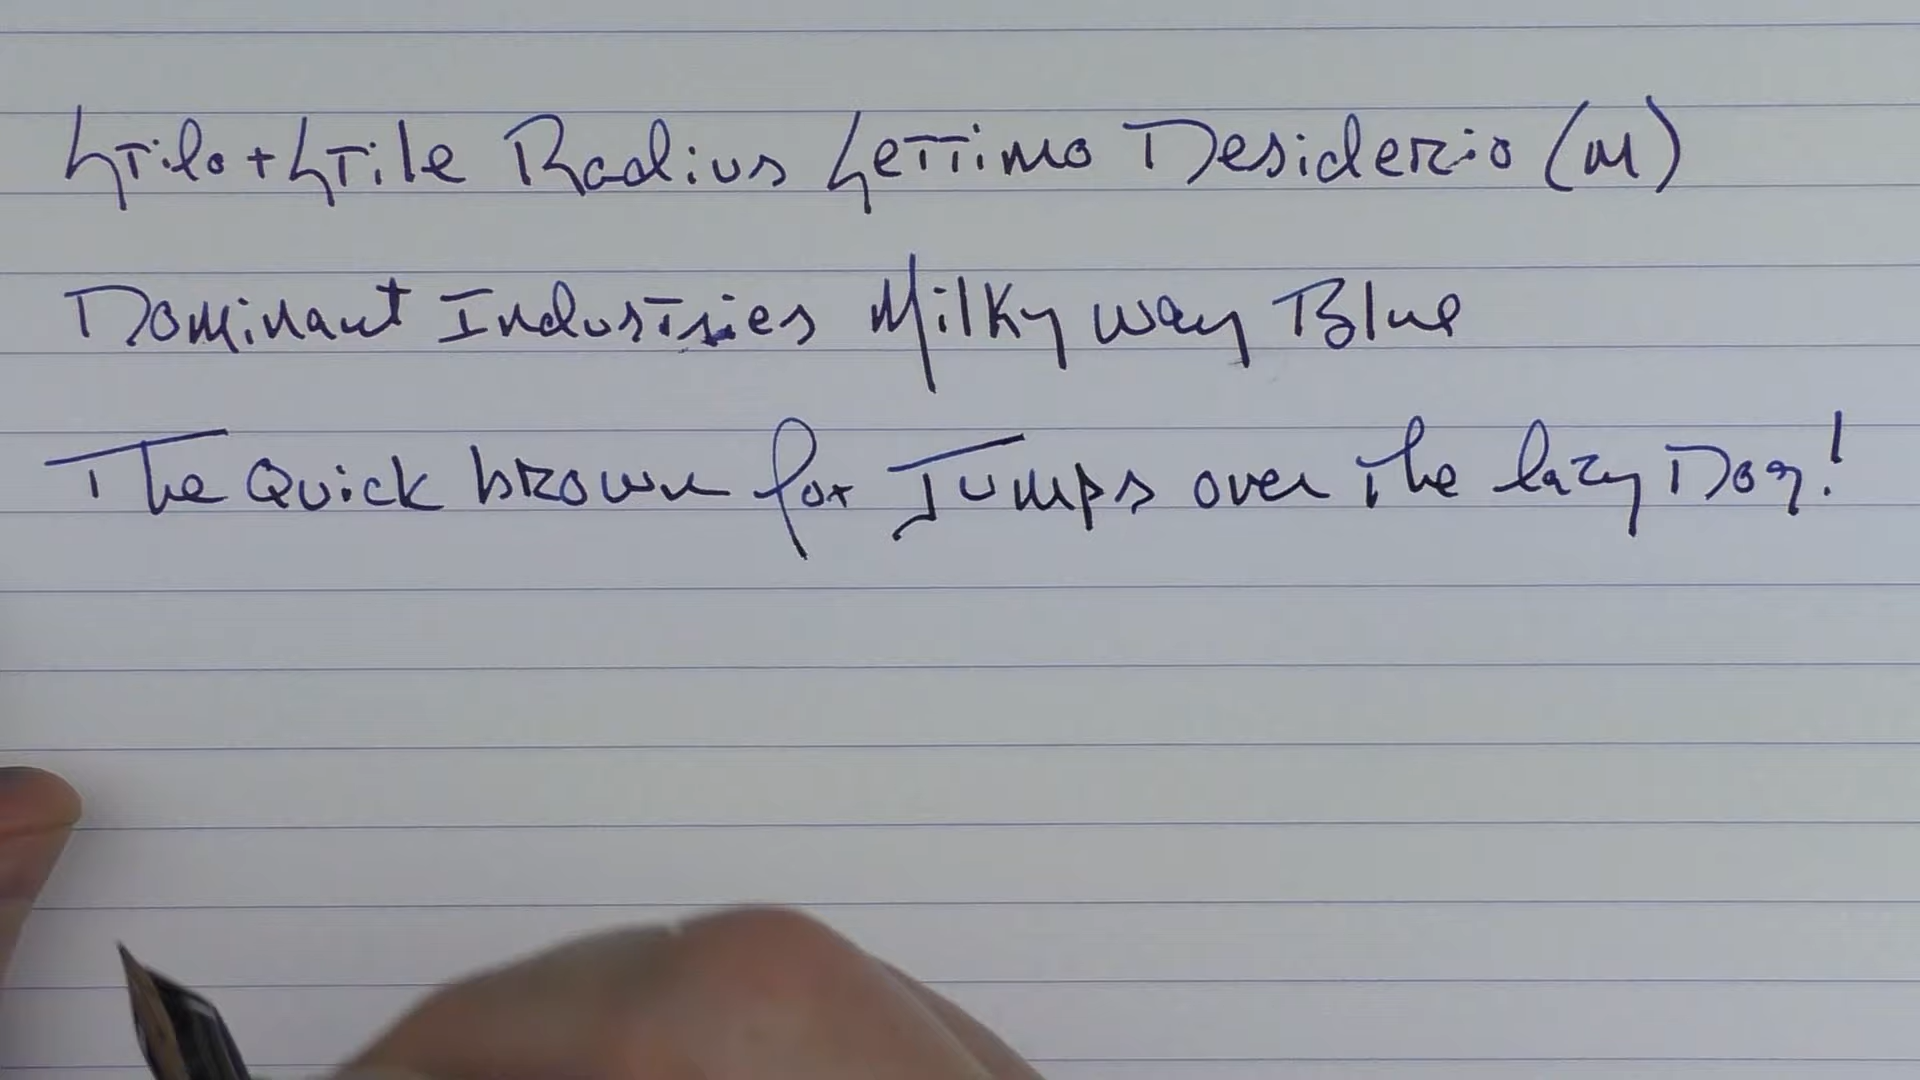 Stilo + Stile Radius Settimo Desiderio (M)
Dominant Industries Milky Way Blue
The Quick brown fox Jumps over the lazy Dog!